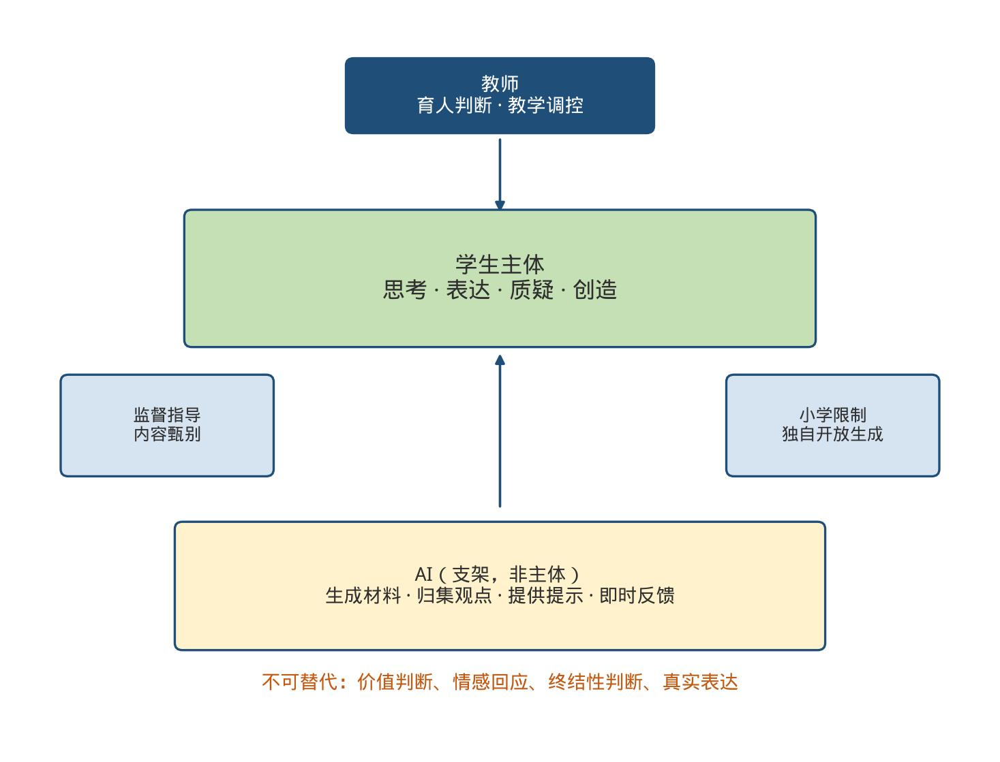 教师
育人判断 · 教学调控
学生主体
思考 · 表达 · 质疑 · 创造
监督指导
内容甄别
小学限制
独自开放生成
AI（支架，非主体）
生成材料 · 归集观点 · 提供提示 · 即时反馈
不可替代：价值判断、情感回应、终结性判断、真实表达